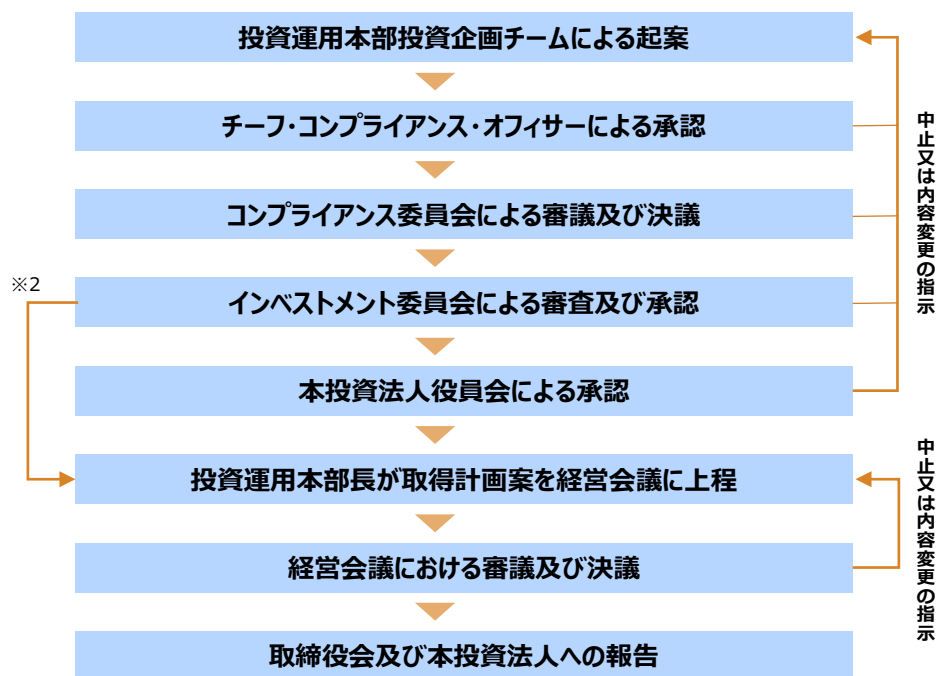 投資運用本部投資企画チームによる起案
チーフ・コンプライアンス・オフィサーによる承認
コンプライアンス委員会による審議及び決議
※2
インベストメント委員会による審査及び承認
本投資法人役員会による承認
中止又は内容変更の指示
投資運用本部長が取得計画案を経営会議に上程
経営会議における審議及び決議
取締役会及び本投資法人への報告
中止又は内容変更の指示